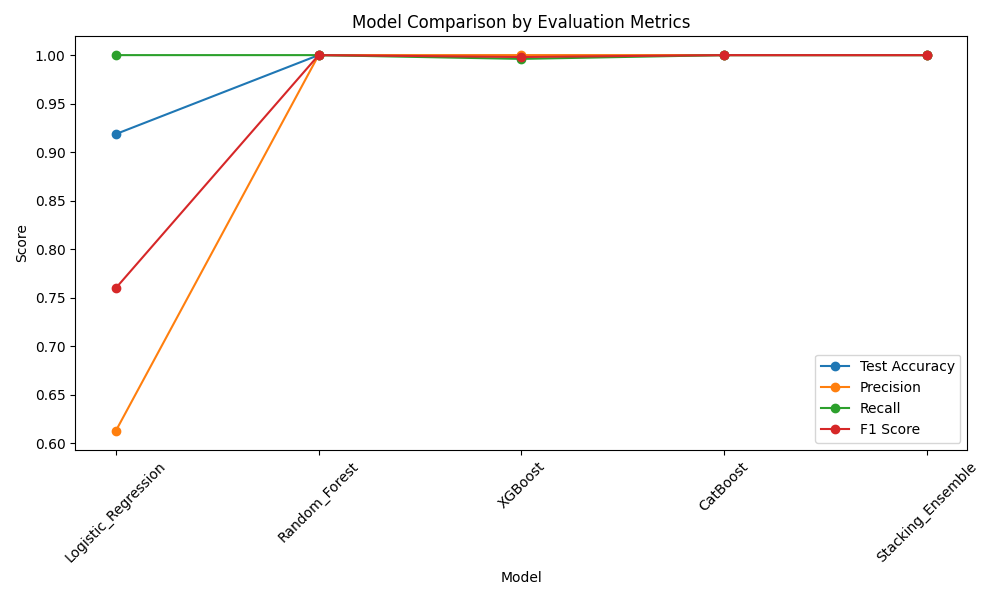 Model Comparison by Evaluation Metrics
1.00
0.95
0.90
0.85
0.80
0.75
0.70
0.65
0.60
Score
Test Accuracy
Precision
Recall
F1 Score
Logistic_Regression
Random_Forest
XGBoost
CatBoost
Stacking_Ensemble
Model